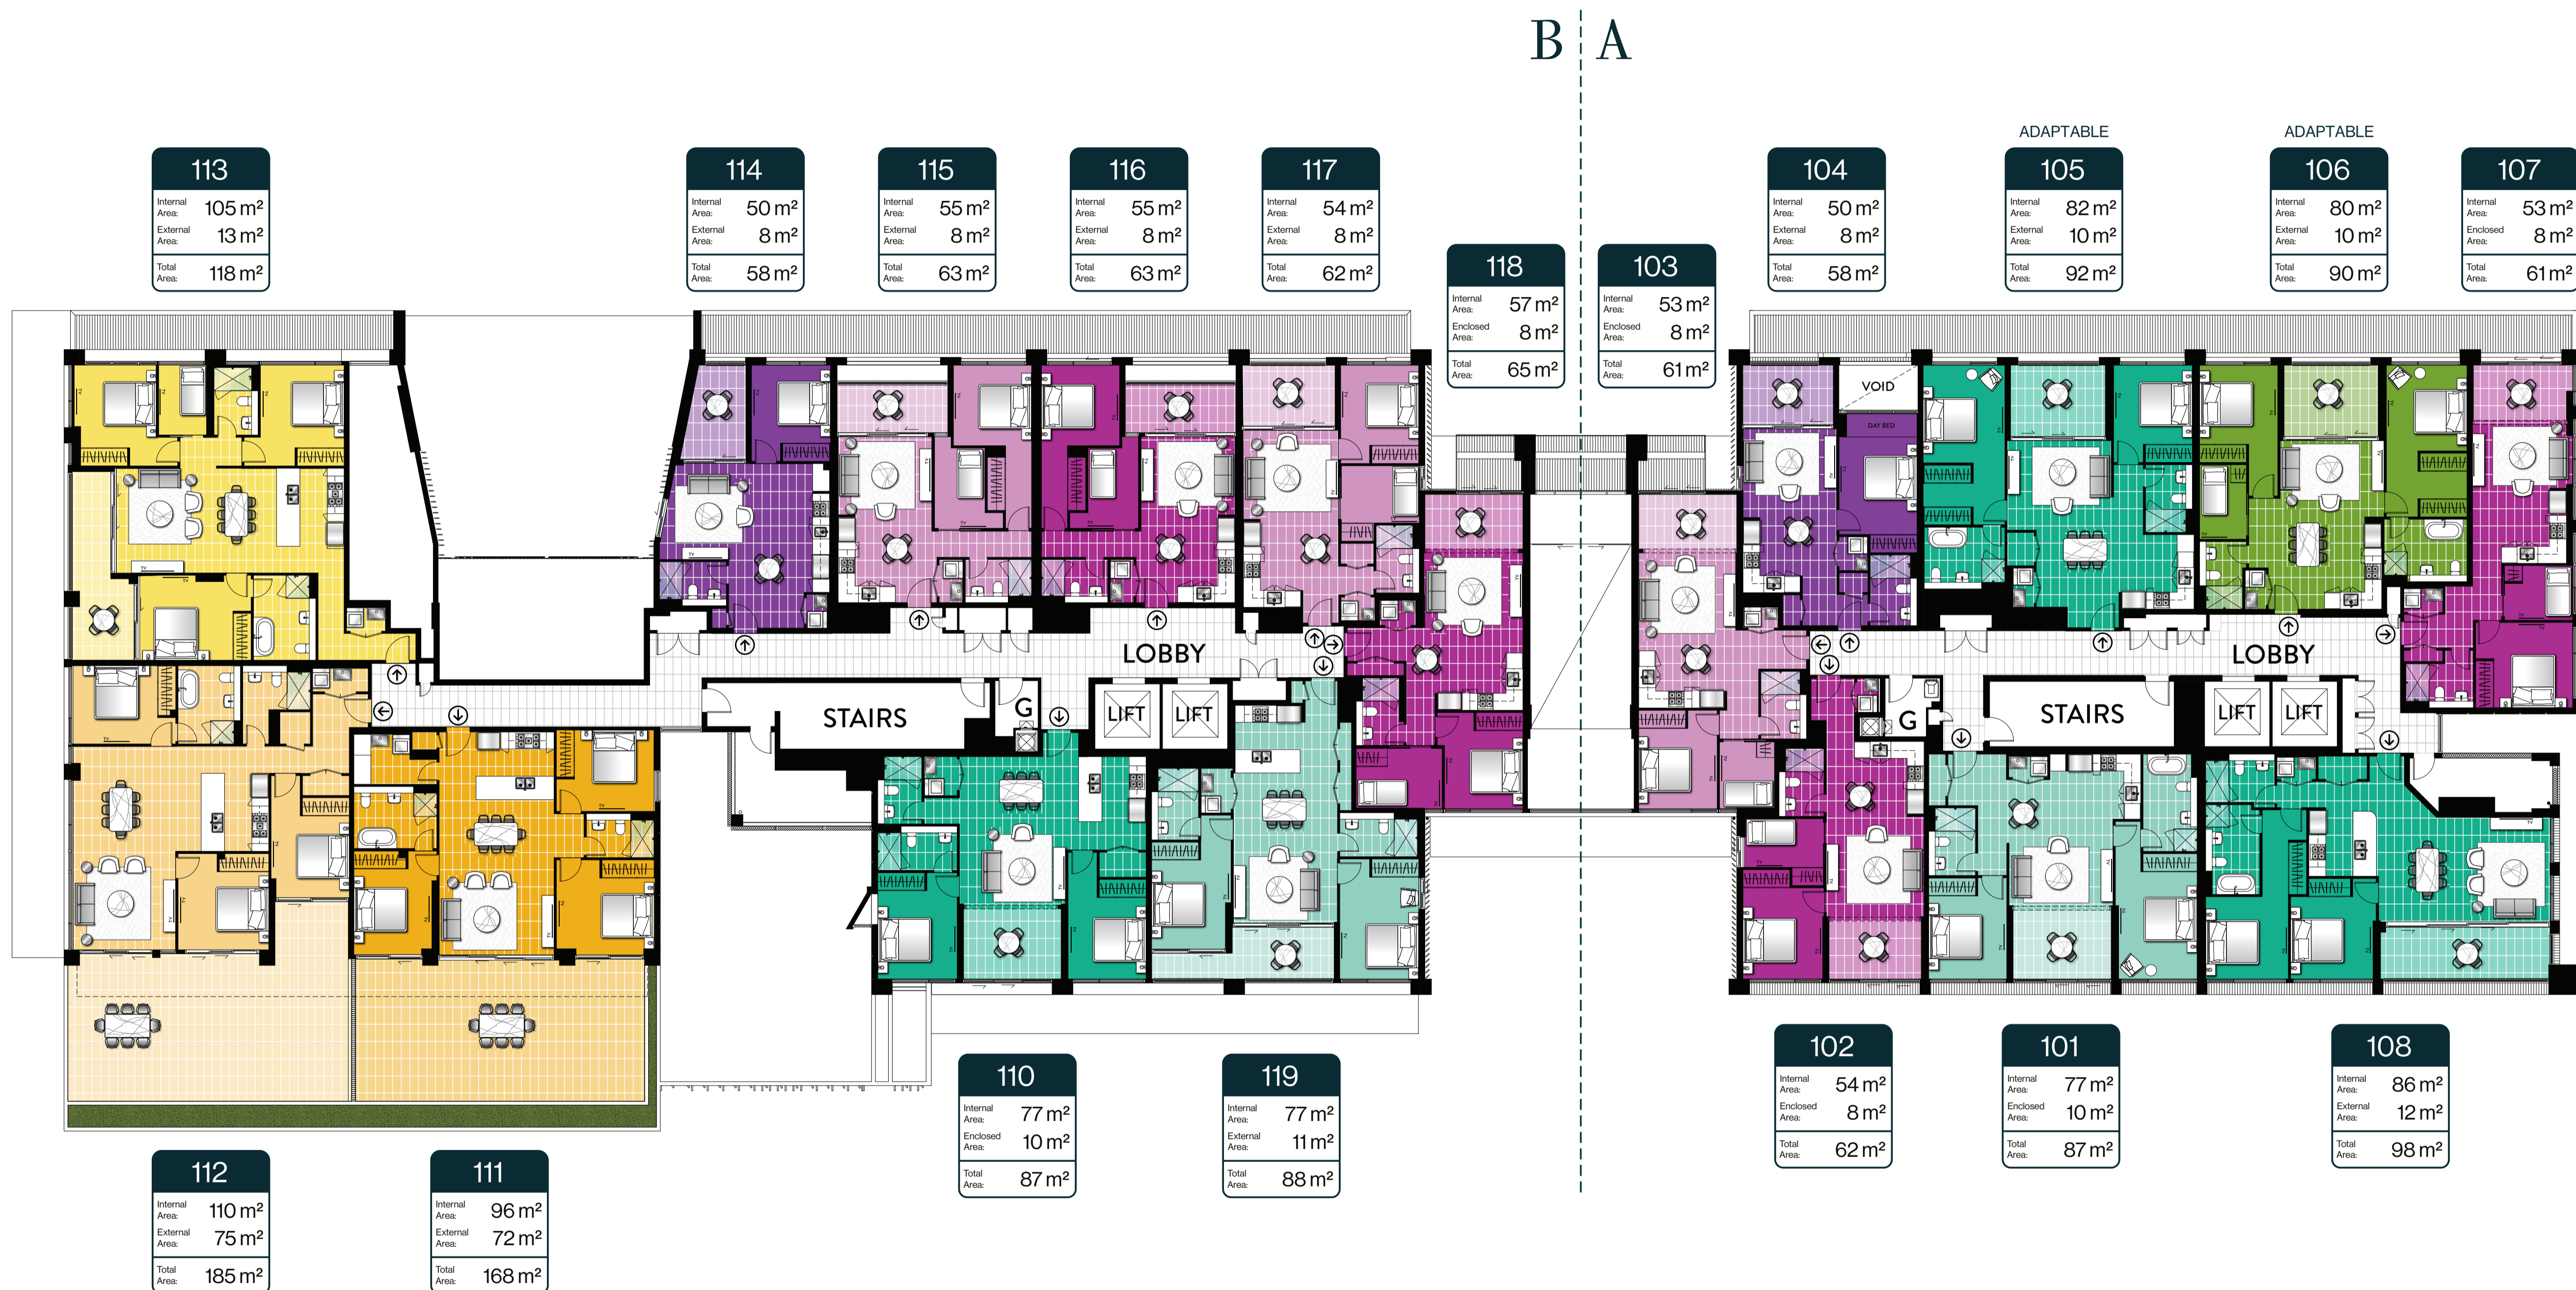 B A
ADAPTABLE
ADAPTABLE
113
Internal Area: 105 m²
External Area: 13 m²
Total Area: 118 m²
114
Internal Area: 50 m²
External Area: 8 m²
Total Area: 58 m²
115
Internal Area: 55 m²
External Area: 8 m²
Total Area: 63 m²
116
Internal Area: 55 m²
External Area: 8 m²
Total Area: 63 m²
117
Internal Area: 54 m²
External Area: 8 m²
Total Area: 62 m²
118
Internal Area: 57 m²
Enclosed Area: 8 m²
Total Area: 65 m²
103
Internal Area: 53 m²
Enclosed Area: 8 m²
Total Area: 61 m²
104
Internal Area: 50 m²
External Area: 8 m²
Total Area: 58 m²
105
Internal Area: 82 m²
External Area: 10 m²
Total Area: 92 m²
106
Internal Area: 80 m²
External Area: 10 m²
Total Area: 90 m²
107
Internal Area: 53 m²
Enclosed Area: 8 m²
Total Area: 61 m²
VOID
DAY BED
LOBBY
LOBBY
STAIRS
G
LIFT
LIFT
G
STAIRS
LIFT
LIFT
112
Internal Area: 110 m²
External Area: 75 m²
Total Area: 185 m²
111
Internal Area: 96 m²
External Area: 72 m²
Total Area: 168 m²
110
Internal Area: 77 m²
Enclosed Area: 10 m²
Total Area: 87 m²
119
Internal Area: 77 m²
External Area: 11 m²
Total Area: 88 m²
102
Internal Area: 54 m²
Enclosed Area: 8 m²
Total Area: 62 m²
101
Internal Area: 77 m²
Enclosed Area: 10 m²
Total Area: 87 m²
108
Internal Area: 86 m²
External Area: 12 m²
Total Area: 98 m²